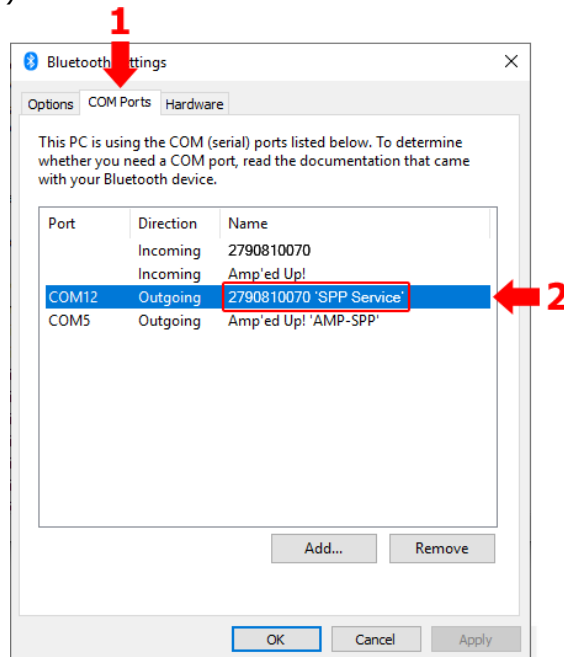 )
1
Bluetooth ttings
Options COM Ports Hardware
This PC is using the COM (serial) ports listed below. To determine
whether you need a COM port, read the documentation that came
with your Bluetooth device.
Port Direction Name
Incoming 2790810070
Incoming Amp'ed Up!
COM12 Outgoing 2790810070 'SPP Service'
2
COM5 Outgoing Amp'ed Up! 'AMP-SPP'
Add... Remove
OK Cancel Apply